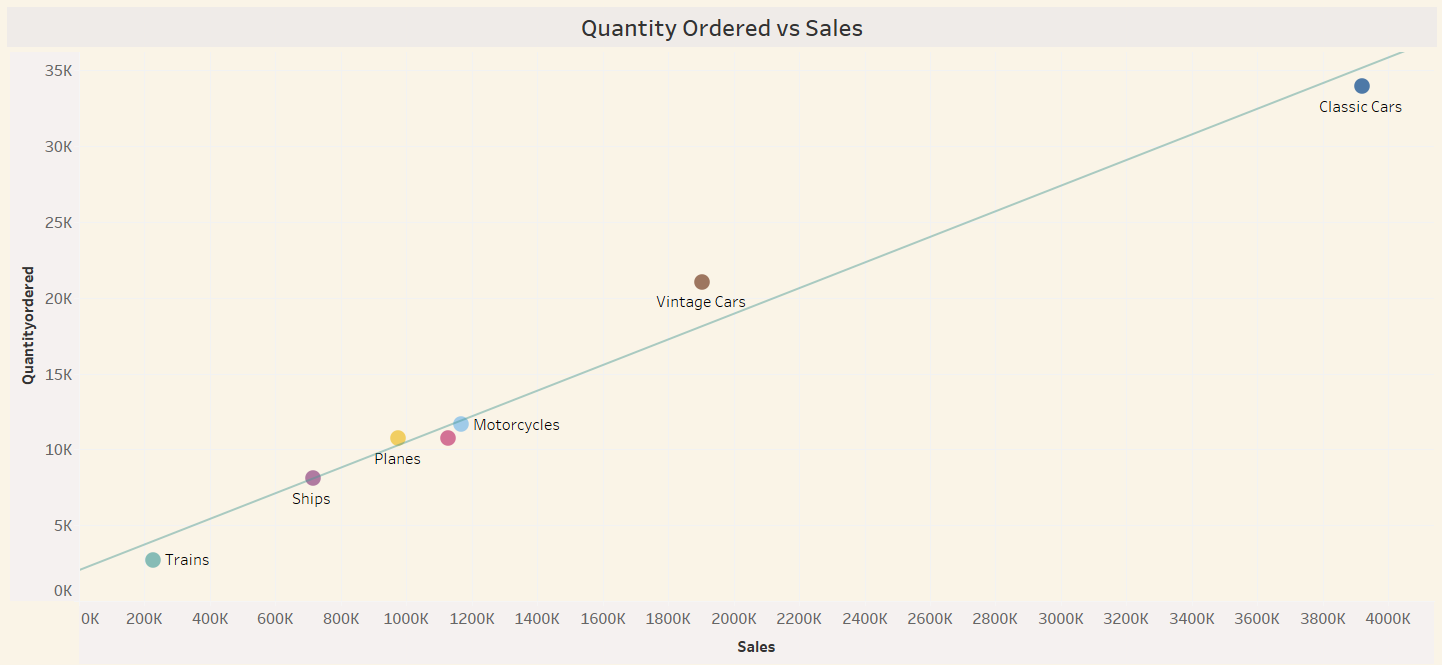 Quantity Ordered vs Sales
35K
Classic Cars
30K
25K
Quantityordered
20K
Vintage Cars
15K
Motorcycles
10K
Planes
Ships
5K
Trains
0K
0K 200K 400K 600K 800K 1000K 1200K 1400K 1600K 1800K 2000K 2200K 2400K 2600K 2800K 3000K 3200K 3400K 3600K 3800K 4000K
Sales